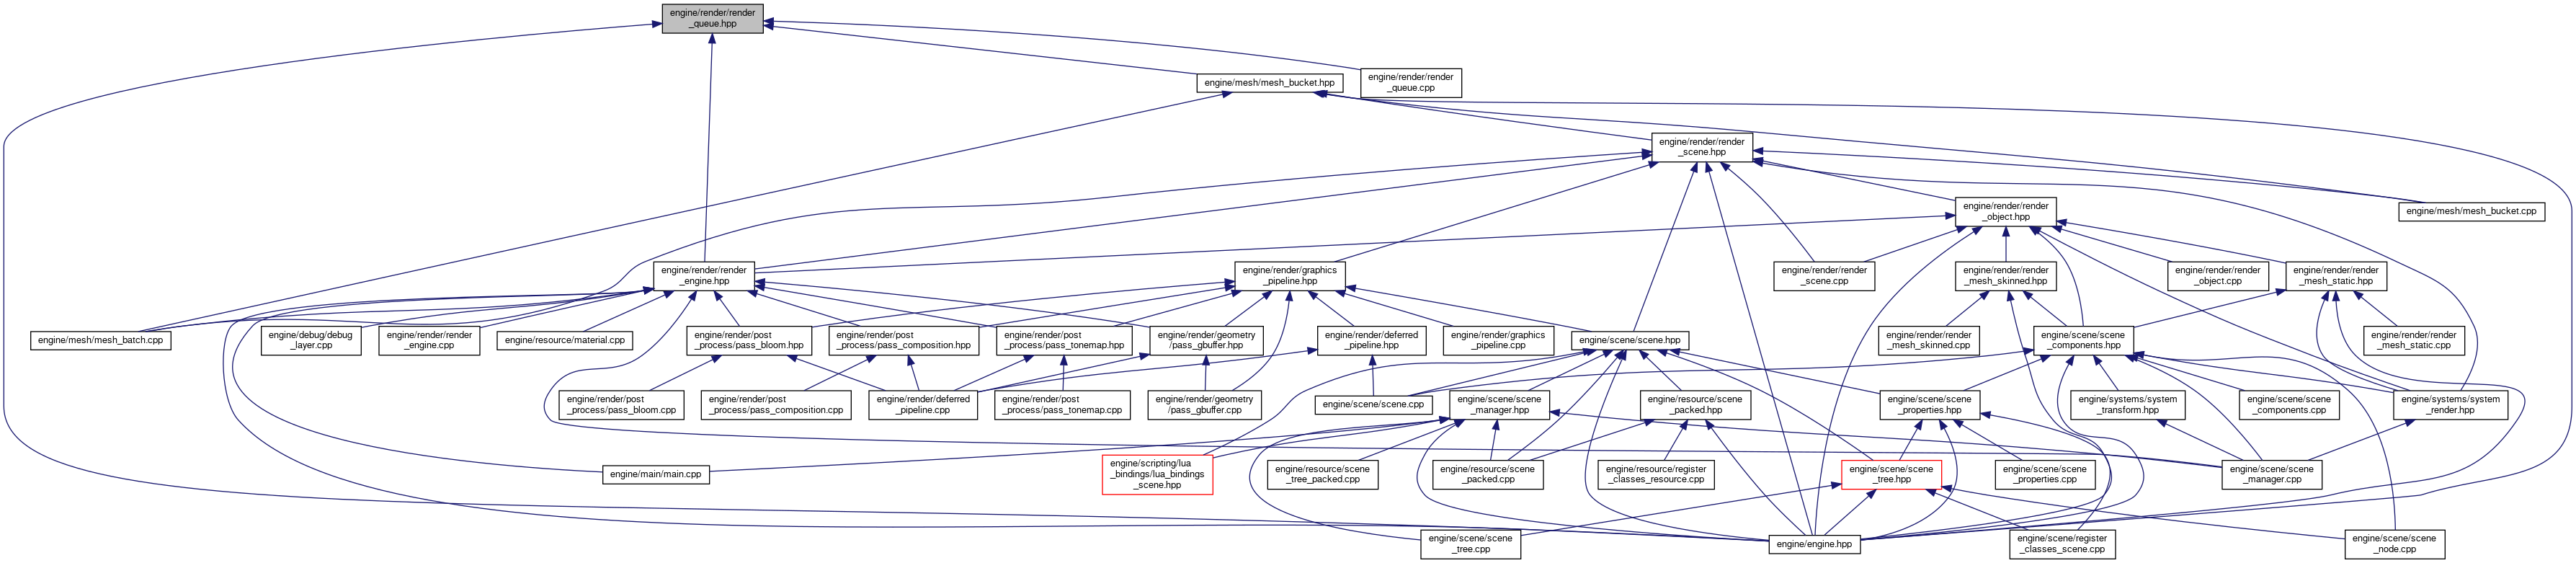 engine/render/render
_queue.hpp
engine/mesh/mesh_bucket.hpp
engine/render/render
_queue.cpp
engine/render/render
_scene.hpp
engine/render/render
_object.hpp
engine/mesh/mesh_bucket.cpp
engine/render/render
_engine.hpp
engine/render/graphics
_pipeline.hpp
engine/render/render
_scene.cpp
engine/render/render
_mesh_skinned.hpp
engine/render/render
_object.cpp
engine/render/render
_mesh_static.hpp
engine/mesh/mesh_batch.cpp
engine/debug/debug
_layer.cpp
engine/render/render
_engine.cpp
engine/resource/material.cpp
engine/render/post
_process/pass_bloom.hpp
engine/render/post
_process/pass_composition.hpp
engine/render/post
_process/pass_tonemap.hpp
engine/render/geometry
/pass_gbuffer.hpp
engine/render/deferred
_pipeline.hpp
engine/render/graphics
_pipeline.cpp
engine/scene/scene.hpp
engine/render/render
_mesh_skinned.cpp
engine/scene/scene
_components.hpp
engine/render/render
_mesh_static.cpp
engine/render/post
_process/pass_bloom.cpp
engine/render/post
_process/pass_composition.cpp
engine/render/deferred
_pipeline.cpp
engine/render/post
_process/pass_tonemap.cpp
engine/render/geometry
/pass_gbuffer.cpp
engine/scene/scene.cpp
engine/scene/scene
_manager.hpp
engine/resource/scene
_packed.hpp
engine/scene/scene
_properties.hpp
engine/systems/system
_transform.hpp
engine/scene/scene
_components.cpp
engine/systems/system
_render.hpp
engine/main/main.cpp
engine/scripting/lua
_bindings/lua_bindings
_scene.hpp
engine/resource/scene
_tree_packed.cpp
engine/resource/scene
_packed.cpp
engine/resource/register
_classes_resource.cpp
engine/scene/scene
_tree.hpp
engine/scene/scene
_properties.cpp
engine/scene/scene
_manager.cpp
engine/scene/scene
_tree.cpp
engine/engine.hpp
engine/scene/register
_classes_scene.cpp
engine/scene/scene
_node.cpp